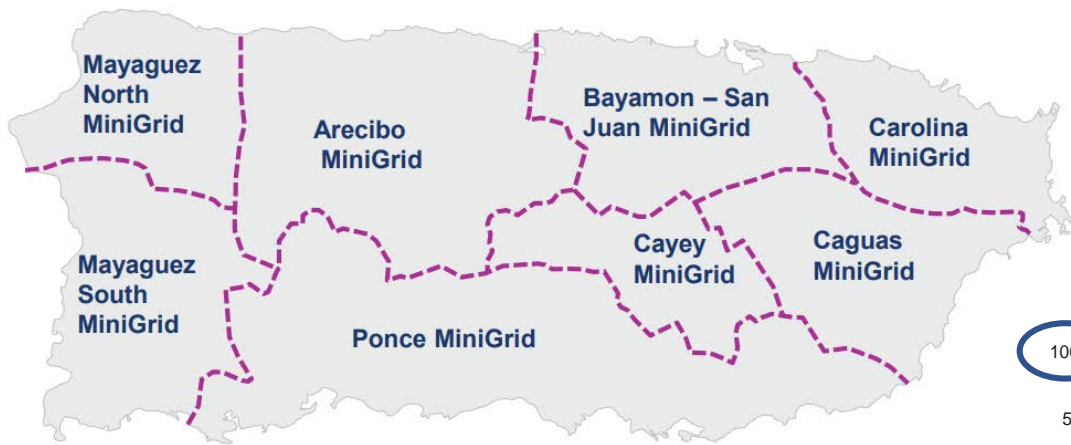 Mayaguez
North
MiniGrid
Arecibo
MiniGrid
Bayamon – San
Juan MiniGrid
Carolina
MiniGrid
Mayaguez
South
MiniGrid
Cayey
MiniGrid
Caguas
MiniGrid
Ponce MiniGrid